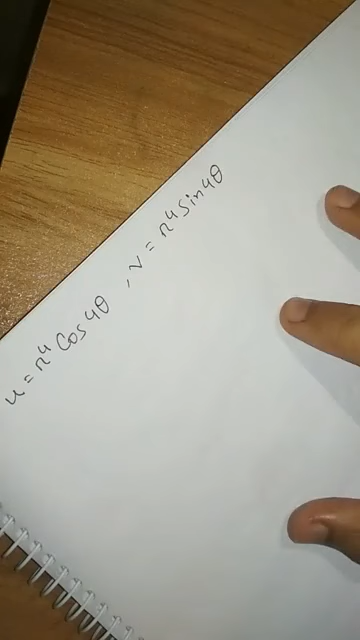 u = r⁴ Cos 4θ , v = r⁴ Sin 4θ